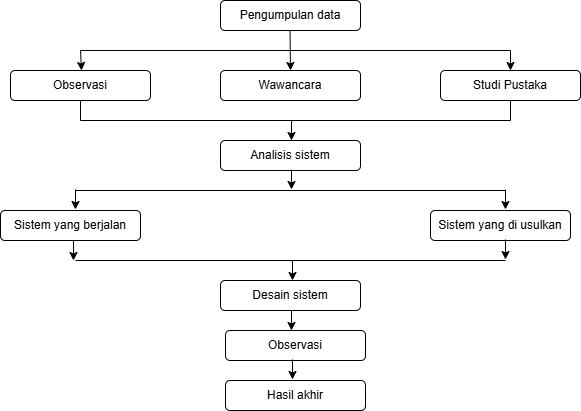 Pengumpulan data
Observasi
Wawancara
Studi Pustaka
Analisis sistem
Sistem yang berjalan
Sistem yang di usulkan
Desain sistem
Observasi
Hasil akhir